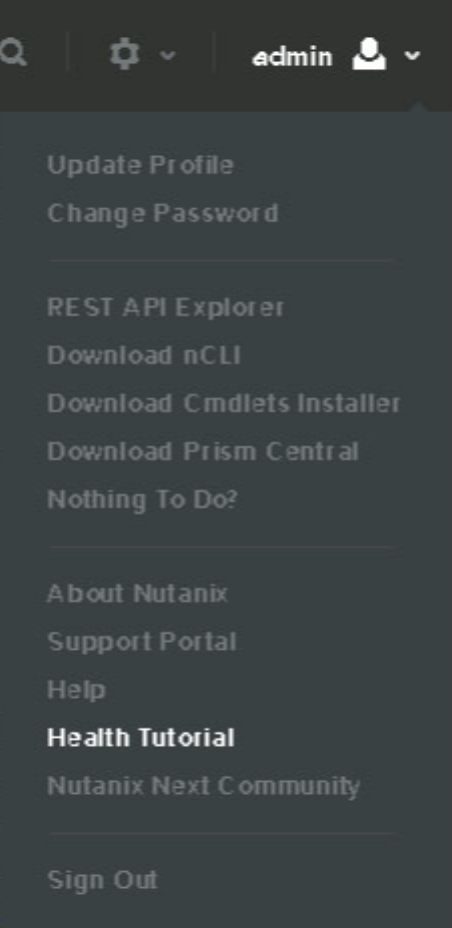 admin
Update Profile
Change Password
REST API Explorer
Download nCLI
Download Cmdlets Installer
Download Prism Central
Nothing To Do?
About Nutanix
Support Portal
Help
Health Tutorial
Nutanix Next Community
Sign Out